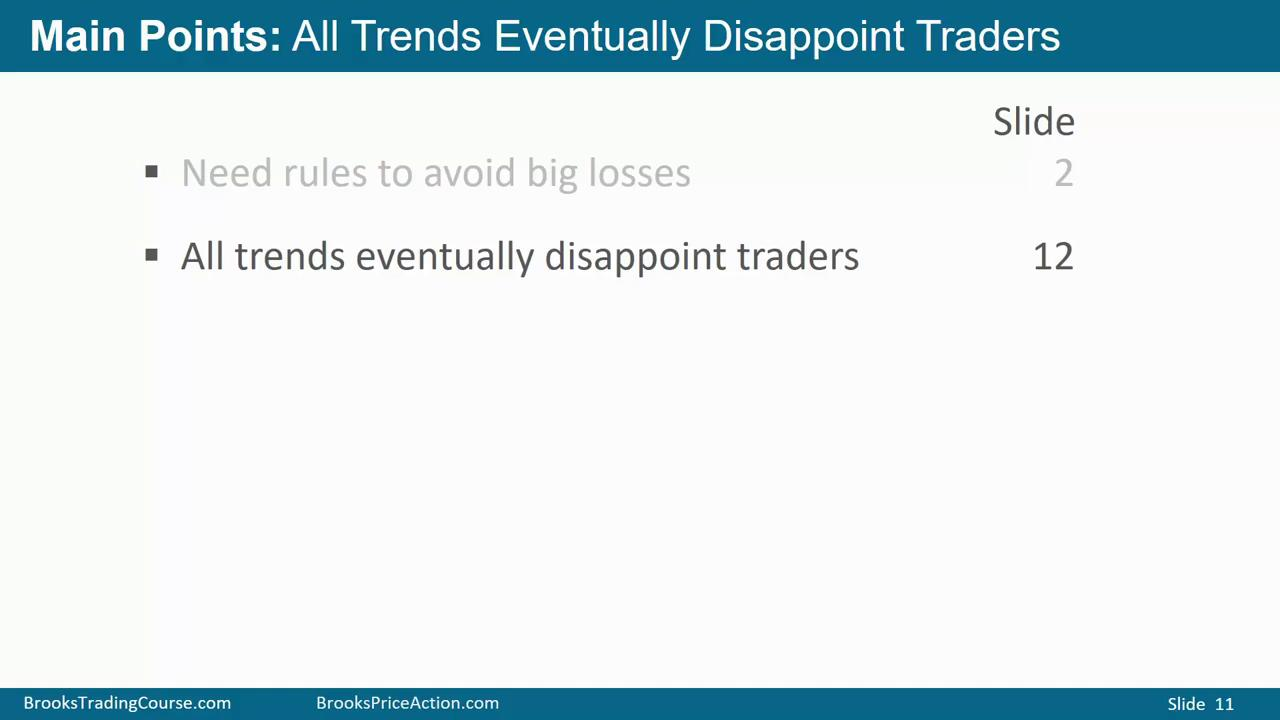 Main Points: All Trends Eventually Disappoint Traders
Slide
▪ Need rules to avoid big losses 2
▪ All trends eventually disappoint traders 12
BrooksTradingCourse.com BrooksPriceAction.com Slide 11